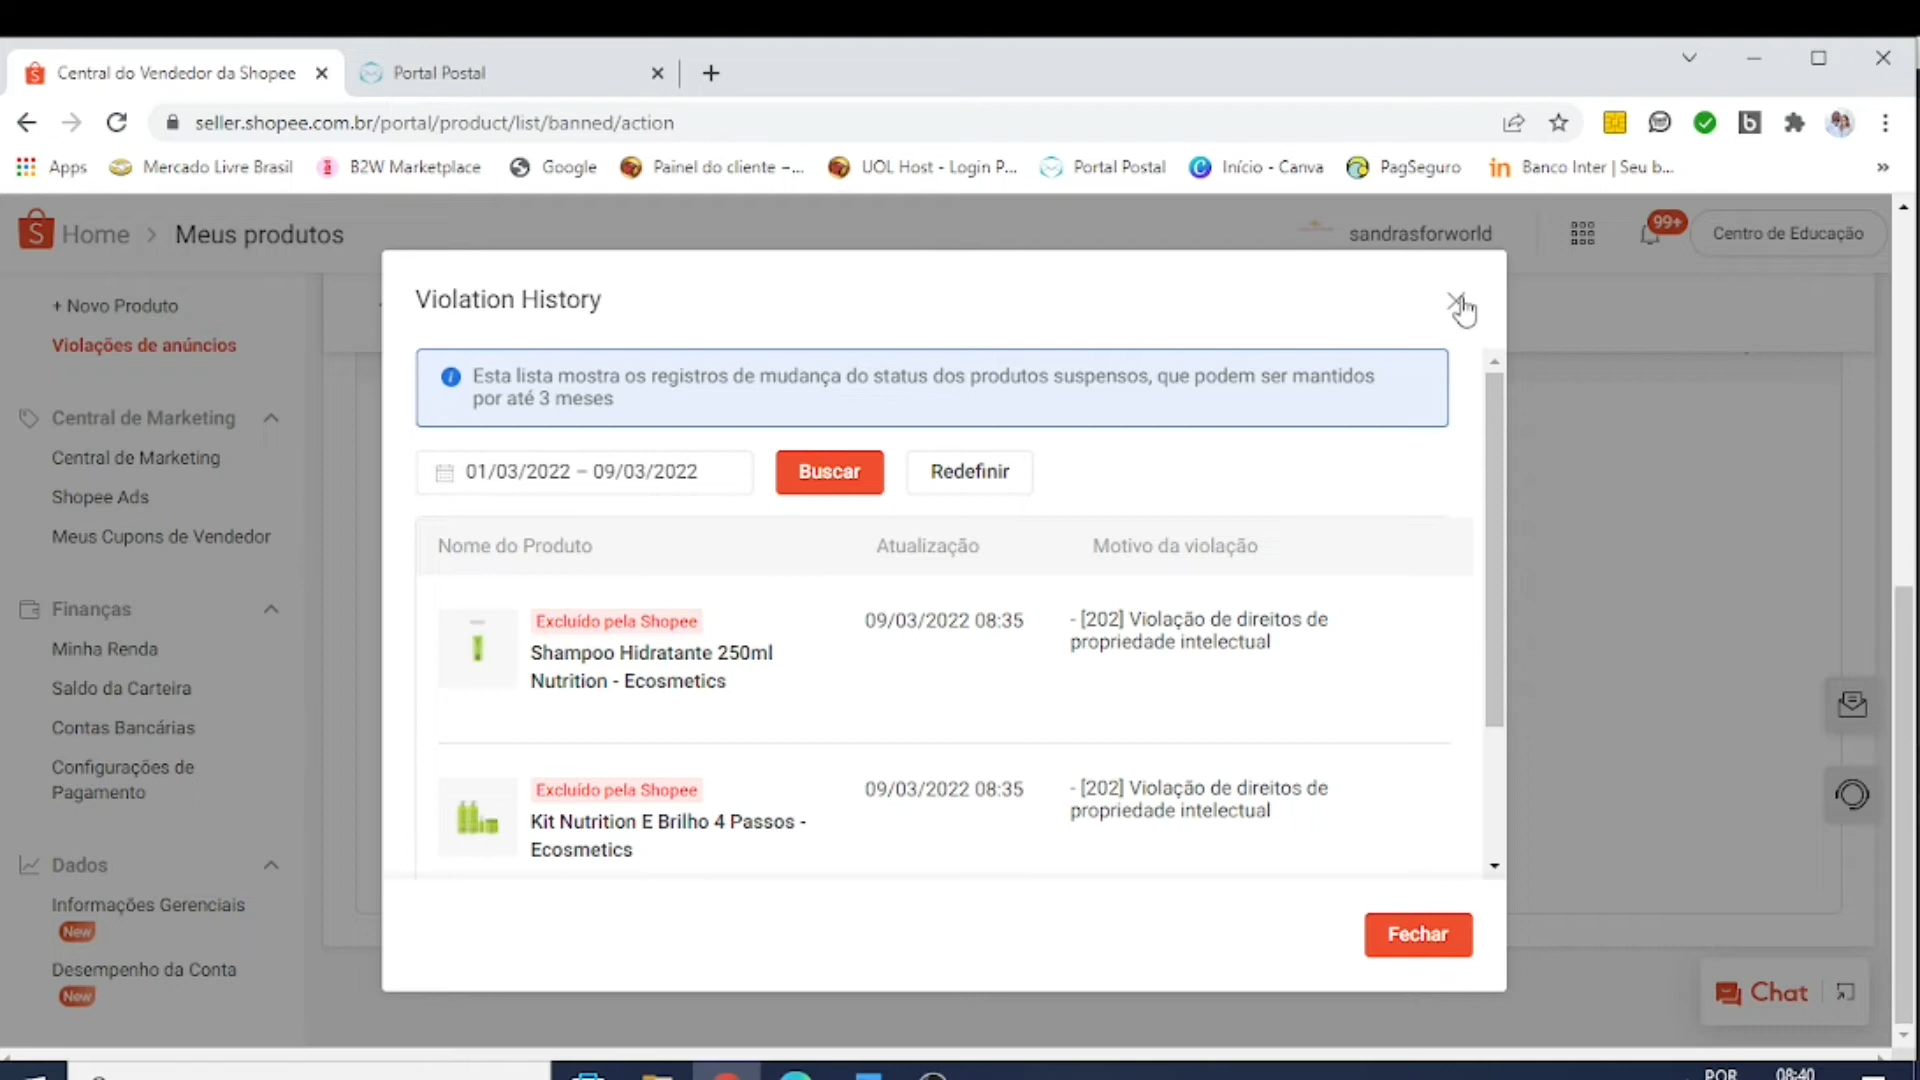 Central do Vendedor da Shopee
Portal Postal
seller.shopee.com.br/portal/product/list/banned/action
Apps
Mercado Livre Brasil
B2W Marketplace
Google
Painel do cliente –...
UOL Host - Login P...
Portal Postal
Início - Canva
PagSeguro
Banco Inter | Seu b...
Home > Meus produtos
sandrasforworld
99+
Centro de Educação
+ Novo Produto
Violações de anúncios
Central de Marketing
Central de Marketing
Shopee Ads
Meus Cupons de Vendedor
Finanças
Minha Renda
Saldo da Carteira
Contas Bancárias
Configurações de
Pagamento
Dados
Informações Gerenciais
New
Desempenho da Conta
New
Violation History
Esta lista mostra os registros de mudança do status dos produtos suspensos, que podem ser mantidos
por até 3 meses
01/03/2022 – 09/03/2022
Buscar
Redefinir
Nome do Produto
Atualização
Motivo da violação
Excluído pela Shopee
Shampoo Hidratante 250ml
Nutrition - Ecosmetics
09/03/2022 08:35
- [202] Violação de direitos de
propriedade intelectual
Excluído pela Shopee
Kit Nutrition E Brilho 4 Passos -
Ecosmetics
09/03/2022 08:35
- [202] Violação de direitos de
propriedade intelectual
Fechar
Chat
POR
08:40